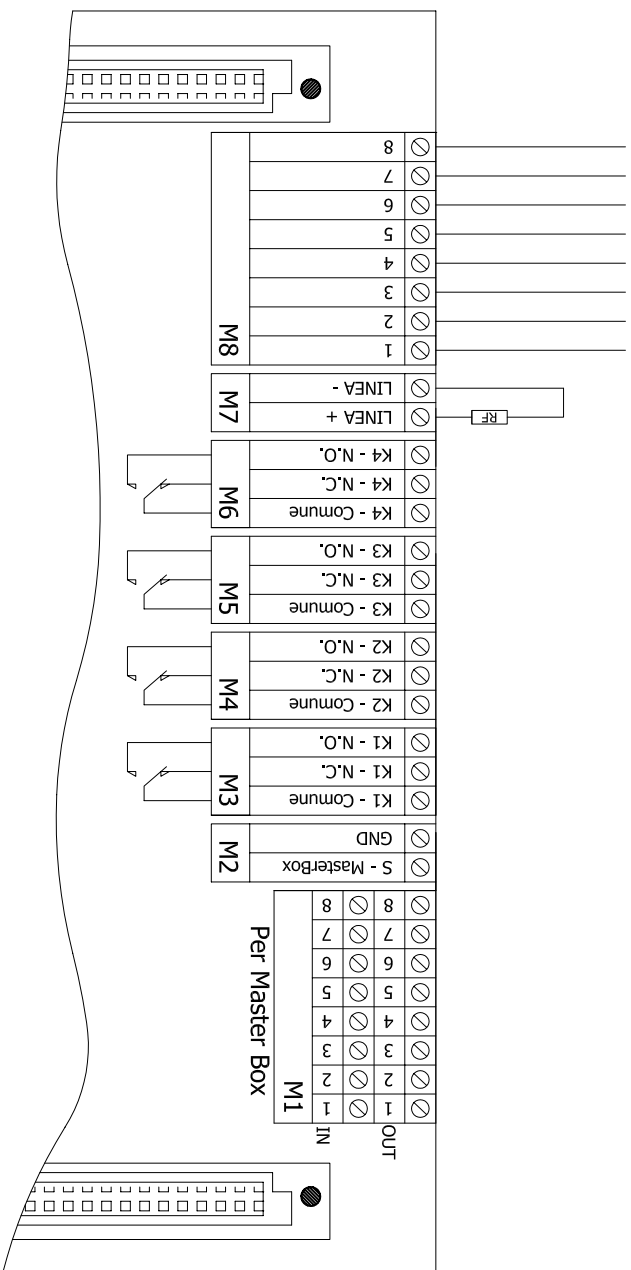 8
7
6
5
4
3
2
1
M8
LINEA -
LINEA +
M7
RF
K4 - N.O.
K4 - N.C.
K4 - Comune
M6
K3 - N.O.
K3 - N.C.
K3 - Comune
M5
K2 - N.O.
K2 - N.C.
K2 - Comune
M4
K1 - N.O.
K1 - N.C.
K1 - Comune
M3
GND
S - MasterBox
M2
8 8
7 7
6 6
5 5
4 4
3 3
2 2
1 1
IN OUT
M1
Per Master Box